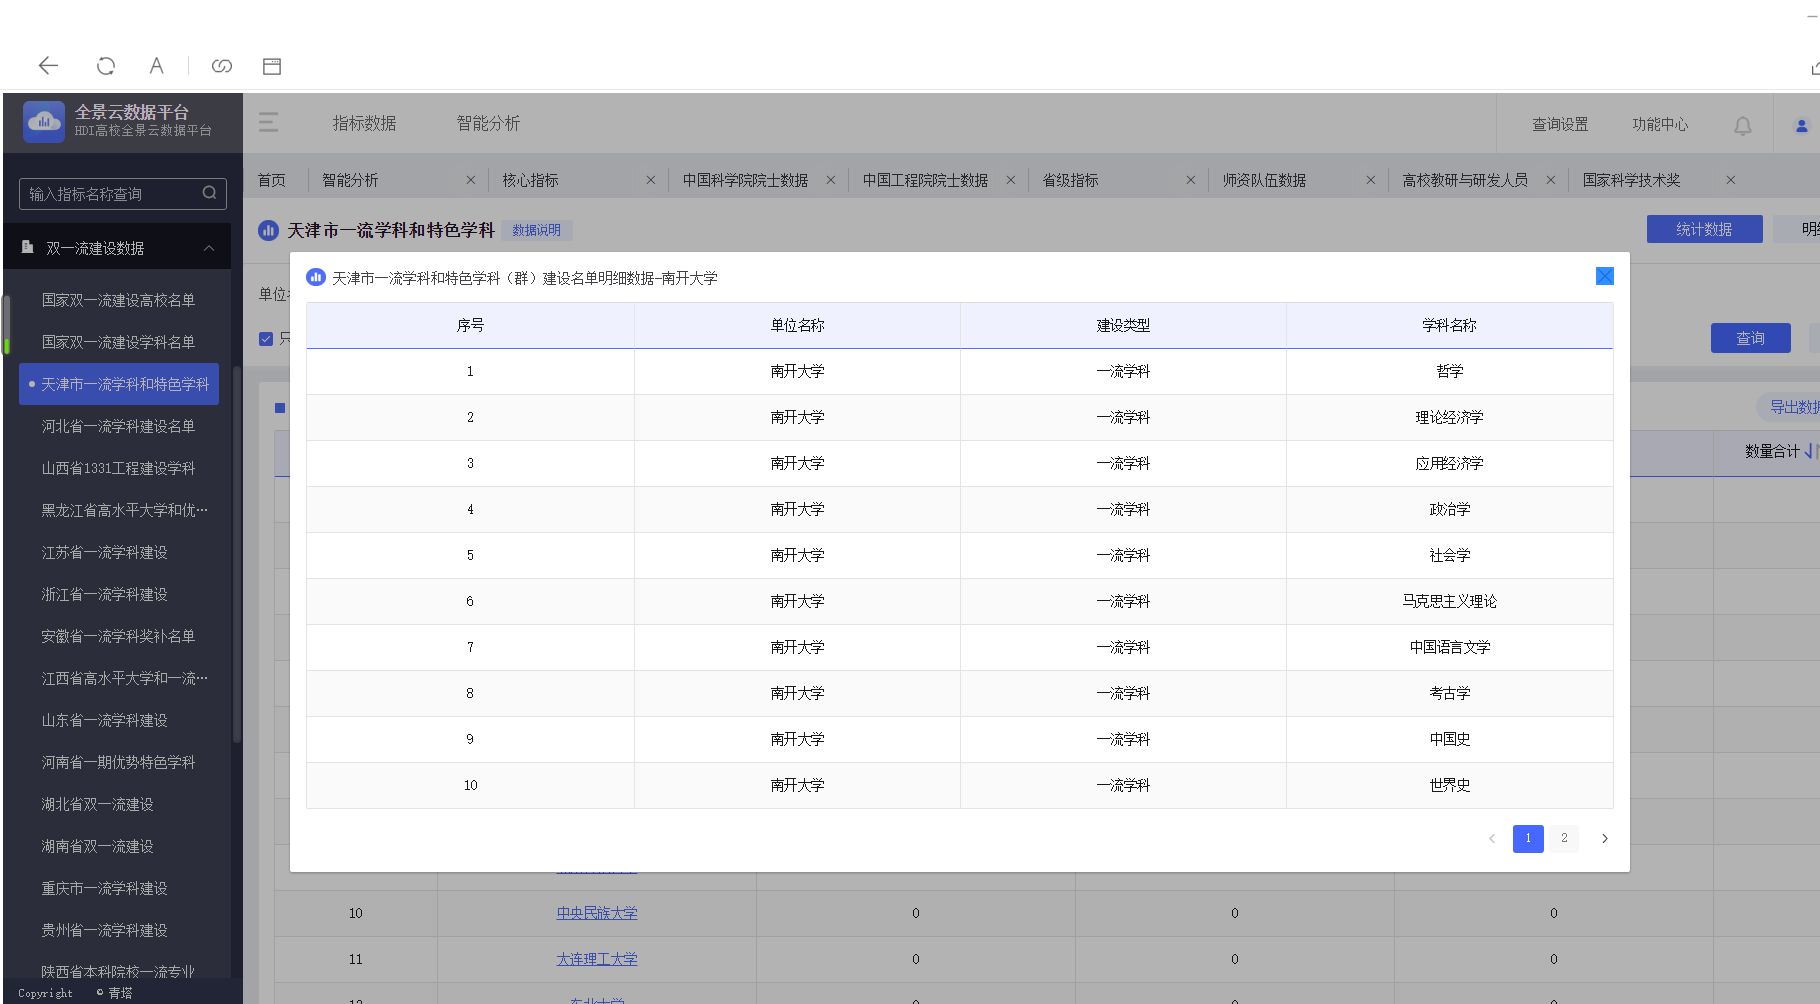 全景云数据平台
HDI高校全景云数据平台
指标数据 智能分析 查询设置 功能中心
输入指标名称查询
首页 智能分析 核心指标 中国科学院院士数据 中国工程院院士数据 省级指标 师资队伍数据 高校教研与研发人员 国家科学技术奖
双一流建设数据
国家双一流建设高校名单
国家双一流建设学科名单
天津市一流学科和特色学科
河北省一流学科建设名单
山西省1331工程建设学科
黑龙江省高水平大学和优…
江苏省一流学科建设
浙江省一流学科建设
安徽省一流学科奖补名单
江西省高水平大学和一流…
山东省一流学科建设
河南省一期优势特色学科
湖北省双一流建设
湖南省双一流建设
重庆市一流学科建设
贵州省一流学科建设
陕西省本科院校一流专业
Copyright © 青塔
天津市一流学科和特色学科 数据说明 统计数据 明
单位
只
查询
导出数据
数量合计
天津市一流学科和特色学科（群）建设名单明细数据-南开大学
序号 单位名称 建设类型 学科名称
1 南开大学 一流学科 哲学
2 南开大学 一流学科 理论经济学
3 南开大学 一流学科 应用经济学
4 南开大学 一流学科 政治学
5 南开大学 一流学科 社会学
6 南开大学 一流学科 马克思主义理论
7 南开大学 一流学科 中国语言文学
8 南开大学 一流学科 考古学
9 南开大学 一流学科 中国史
10 南开大学 一流学科 世界史
1 2
10 中央民族大学 0 0 0
11 大连理工大学 0 0 0
12 东北大学 0 0 0